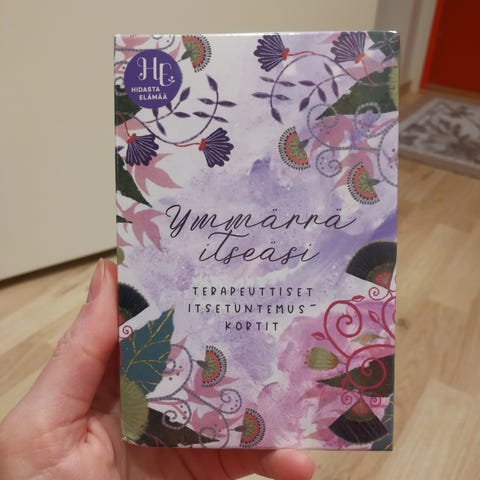 HE
HIDASTA
ELÄMÄÄ
Ymmärrä
itseäsi
TERAPEUTTISET
ITSETUNTEMUS-
KORTIT